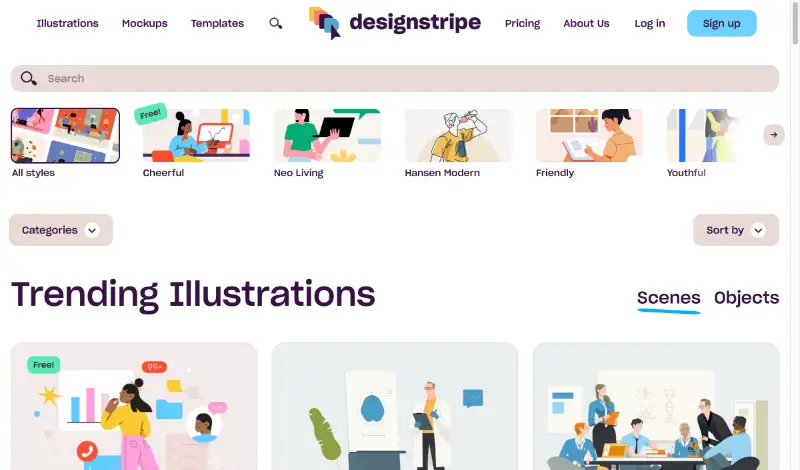 Illustrations Mockups Templates designstripe Pricing About Us Log in Sign up
Search
Free!
All styles Cheerful Neo Living Hansen Modern Friendly Youthful
Categories Sort by
Trending Illustrations Scenes Objects
Free! 99+